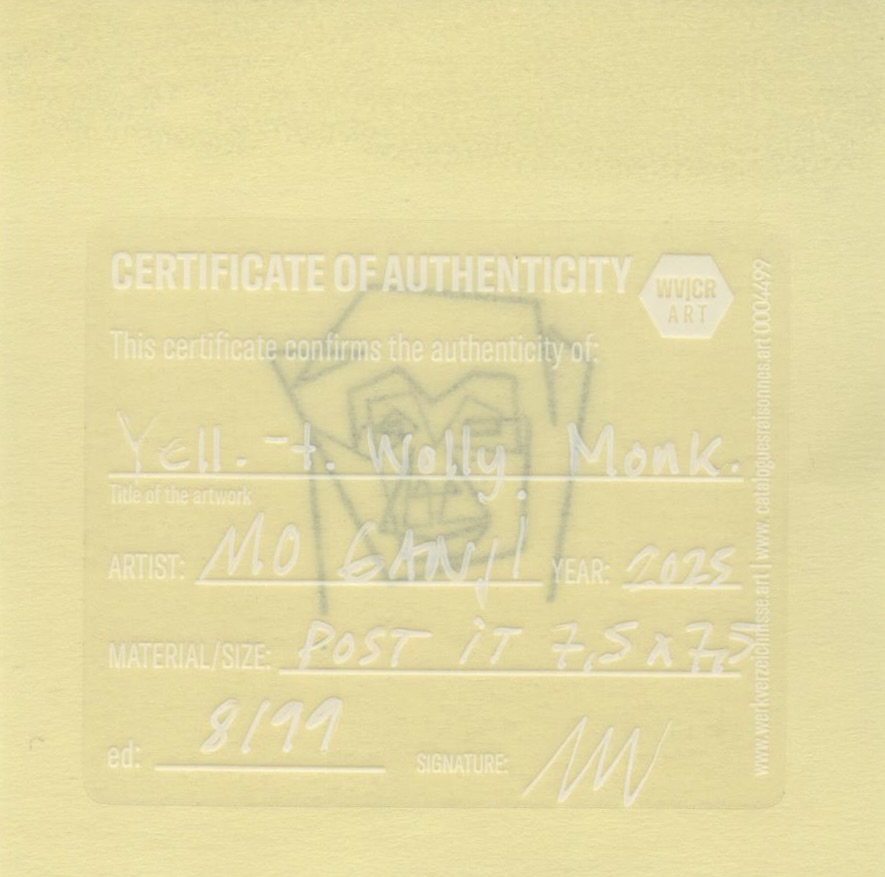 CERTIFICATE OF AUTHENTICITY
WV|CR
ART
This certificate confirms the authenticity of:
Yell. -t. Wolly Monk.
Title of the artwork
ARTIST: MO GANJI YEAR: 2025
MATERIAL/SIZE: POST iT 7,5 x 7,5
ed: 8/99
SIGNATURE:
www.werkverzeichnisse.art | www.cataloguesraisonnes.art 0004499